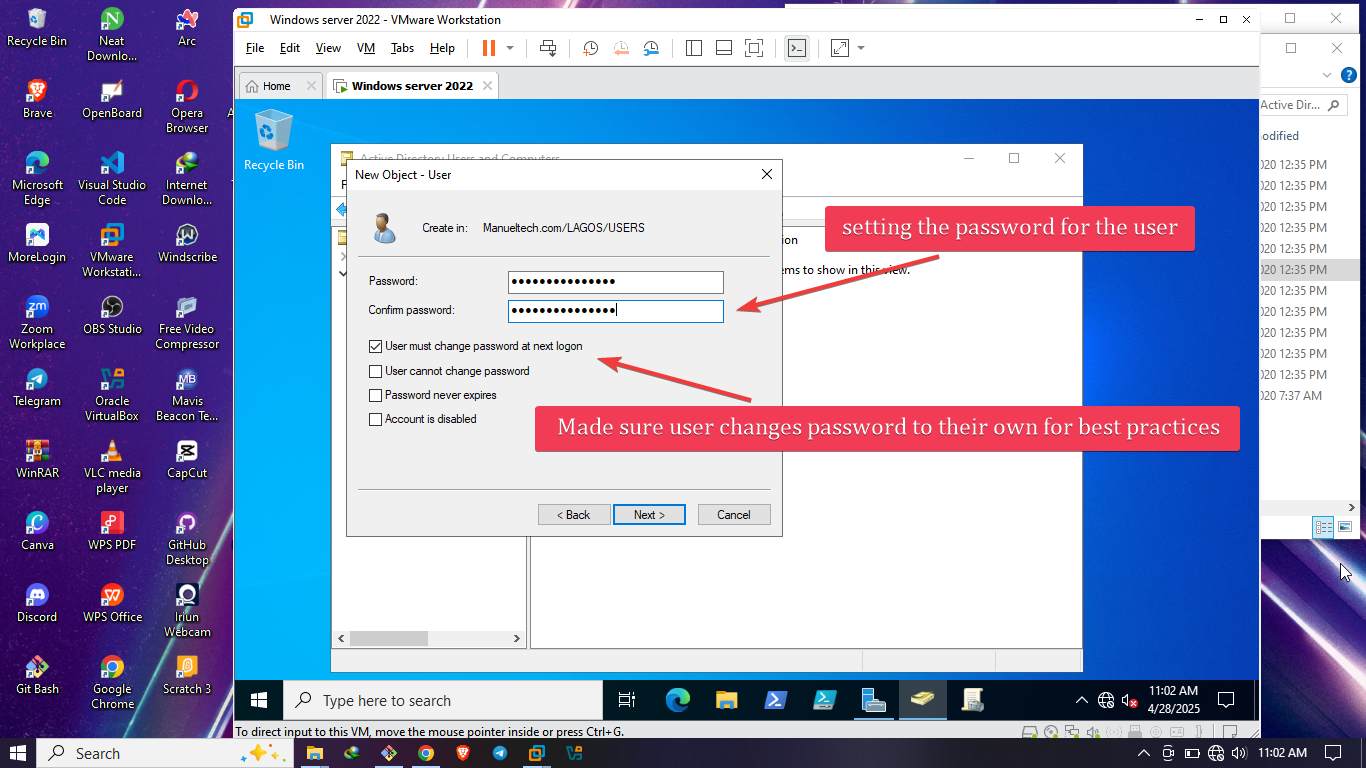 Recycle Bin
Neat
Downlo...
Arc
Brave
OpenBoard
Opera
Browser
A
Microsoft
Edge
Visual Studio
Code
Internet
Downlo...
MoreLogin
VMware
Workstati...
Windscribe
Zoom
Workplace
OBS Studio
Free Video
Compressor
Telegram
Oracle
VirtualBox
Mavis
Beacon Te...
WinRAR
VLC media
player
CapCut
Canva
WPS PDF
GitHub
Desktop
Discord
WPS Office
Iriun
Webcam
Git Bash
Google
Chrome
Scratch 3
Windows server 2022 - VMware Workstation
File Edit View VM Tabs Help
Home
Windows server 2022
Recycle Bin
Active Directory Users and Computers
F
New Object - User
Create in: Manueltech.com/LAGOS/USERS
Password:
Confirm password:
User must change password at next logon
User cannot change password
Password never expires
Account is disabled
< Back
Next >
Cancel
ems to show in this view.
setting the password for the user
Made sure user changes password to their own for best practices
Type here to search
11:02 AM
4/28/2025
To direct input to this VM, move the mouse pointer inside or press Ctrl+G.
Active Dir...
odified
020 12:35 PM
020 12:35 PM
020 12:35 PM
020 12:35 PM
020 12:35 PM
020 12:35 PM
020 12:35 PM
020 12:35 PM
020 12:35 PM
020 12:35 PM
020 12:35 PM
020 7:37 AM
Search
11:02 AM